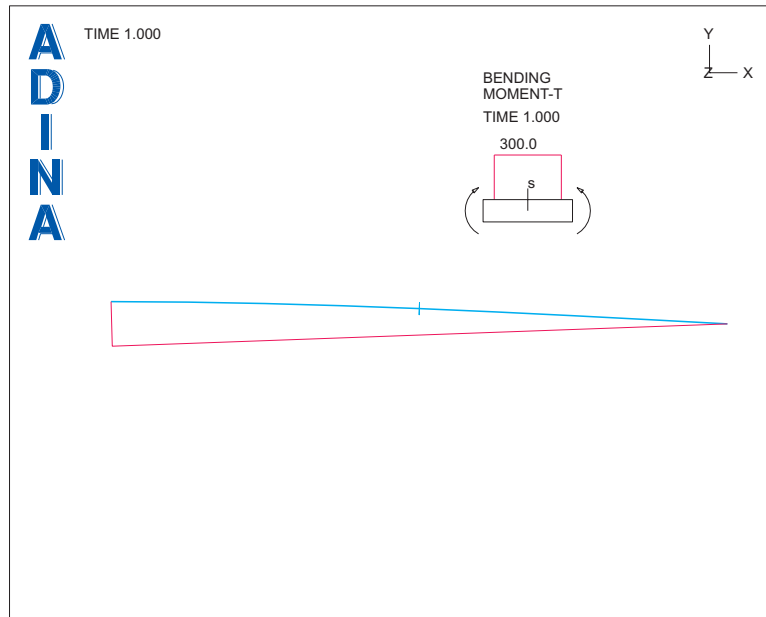 ADINA
TIME 1.000
Y
Z X
BENDING
MOMENT-T
TIME 1.000
300.0
s